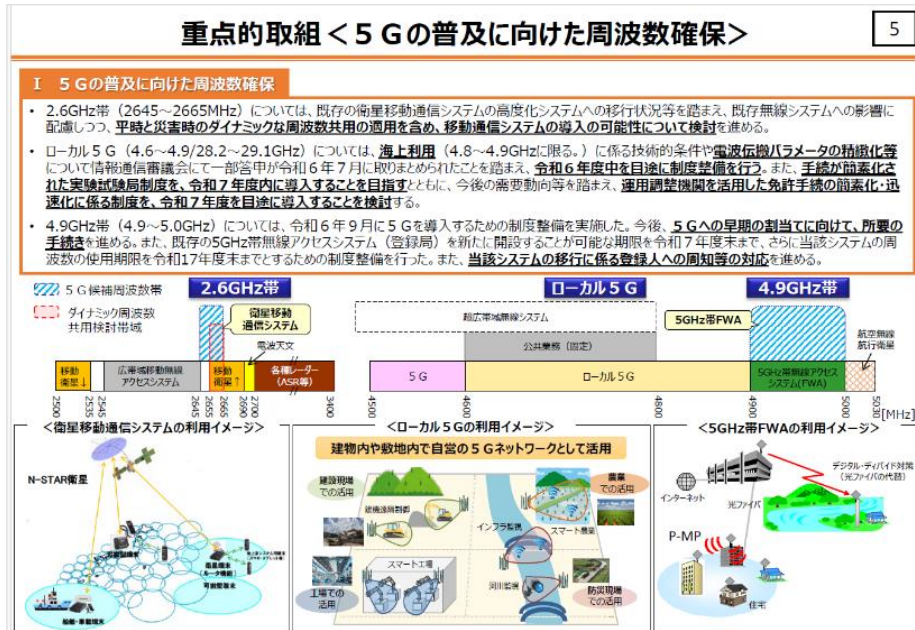 重点的取組＜５Ｇの普及に向けた周波数確保＞
5
Ⅰ ５Ｇの普及に向けた周波数確保
• 2.6GHz帯（2645～2665MHz）については、既存の衛星移動通信システムの高度化システムへの移行状況等を踏まえ、既存無線システムへの影響に
配慮しつつ、平時と災害時のダイナミックな周波数共用の適用を含め、移動通信システムの導入の可能性について検討を進める。
• ローカル５Ｇ（4.6～4.9/28.2～29.1GHz）については、海上利用（4.8～4.9GHzに限る。）に係る技術的条件や電波伝搬パラメータの精緻化等
について情報通信審議会にて一部答申が令和６年７月に取りまとめられたことを踏まえ、令和６年度中を目途に制度整備を行う。また、手続が簡素化さ
れた実験試験局制度を、令和７年度内に導入することを目指すとともに、今後の需要動向等を踏まえ、運用調整機関を活用した免許手続の簡素化・迅
速化に係る制度を、令和７年度を目途に導入することを検討する。
• 4.9GHz帯（4.9～5.0GHz）については、令和６年９月に５Ｇを導入するための制度整備を実施した。今後、５Ｇへの早期の割当てに向けて、所要の
手続きを進める。また、既存の5GHz帯無線アクセスシステム（登録局）を新たに開設することが可能な期限を令和７年度末まで、さらに当該システムの周
波数の使用期限を令和17年度末までとするための制度整備を行った。また、当該システムの移行に係る登録人への周知等の対応を進める。
５Ｇ候補周波数帯
ダイナミック周波数
共用検討帯域
2.6GHz帯
衛星移動
通信システム
電波天文
移動
衛星↓
広帯域移動無線
アクセスシステム
移動
衛星↑
各種レーダー
（ASR等）
2500
2535
2545
2645
2655
2665
2690
2700
3400
ローカル５Ｇ
超広帯域無線システム
公共業務（固定）
５Ｇ
ローカル５Ｇ
4.9GHz帯
5GHz帯FWA
航空無線
航行衛星
5GHz帯無線アクセス
システム(FWA)
4500
4600
4800
4900
5000
5030
[MHz]
＜衛星移動通信システムの利用イメージ＞
N-STAR衛星
可搬型端末
衛星端末
（ルータ機能）
可搬型端末
船舶・車載端末
＜ローカル５Ｇの利用イメージ＞
建物内や敷地内で自営の５Ｇネットワークとして活用
建設現場
での活用
建機遠隔制御
農業
での活用
インフラ監視
スマート農業
スマート工場
工場での
活用
河川監視
防災現場
での活用
＜5GHz帯FWAの利用イメージ＞
インターネット
光ファイバ
デジタル・ディバイド対策
（光ファイバの代替）
P-MP
住宅